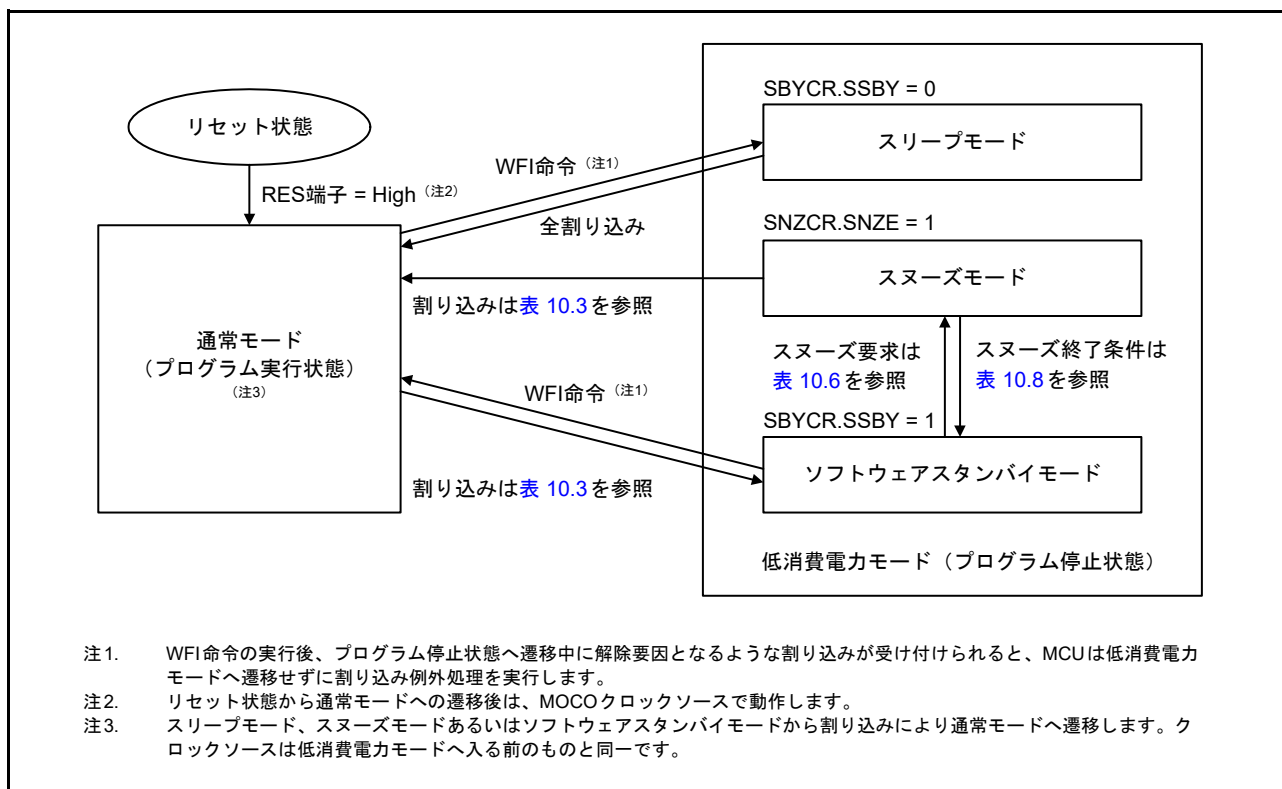 リセット状態
RES端子 = High（注2）
WFI命令（注1）
全割り込み
SBYCR.SSBY = 0
スリープモード
SNZCR.SNZE = 1
スヌーズモード
割り込みは表 10.3を参照
通常モード
（プログラム実行状態）
（注3）
スヌーズ要求は
表 10.6を参照
スヌーズ終了条件は
表 10.8を参照
WFI命令（注1）
SBYCR.SSBY = 1
ソフトウェアスタンバイモード
割り込みは表 10.3を参照
低消費電力モード（プログラム停止状態）
注1. WFI命令の実行後、プログラム停止状態へ遷移中に解除要因となるような割り込みが受け付けられると、MCUは低消費電力
モードへ遷移せずに割り込み例外処理を実行します。
注2. リセット状態から通常モードへの遷移後は、MOCOクロックソースで動作します。
注3. スリープモード、スヌーズモードあるいはソフトウェアスタンバイモードから割り込みにより通常モードへ遷移します。ク
ロックソースは低消費電力モードへ入る前のものと同一です。